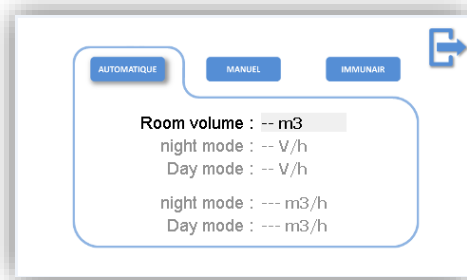 AUTOMATIQUE MANUEL IMMUNAIR
Room volume : -- m3
night mode : -- V/h
Day mode : -- V/h
night mode : --- m3/h
Day mode : --- m3/h